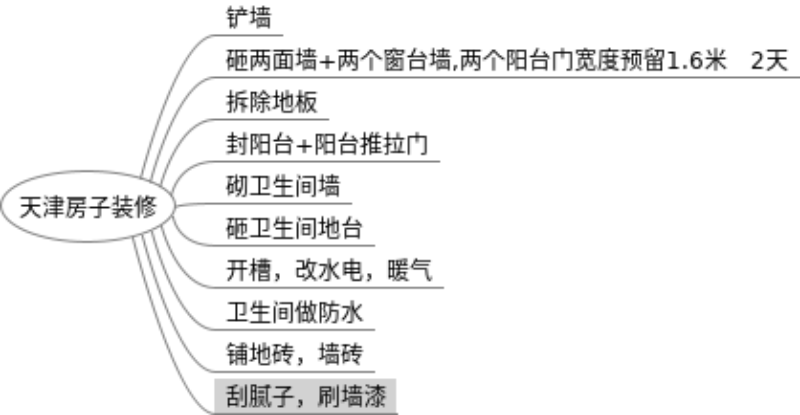 铲墙
砸两面墙+两个窗台墙,两个阳台门宽度预留1.6米 2天
拆除地板
封阳台+阳台推拉门
砌卫生间墙
天津房子装修
砸卫生间地台
开槽，改水电，暖气
卫生间做防水
铺地砖，墙砖
刮腻子，刷墙漆